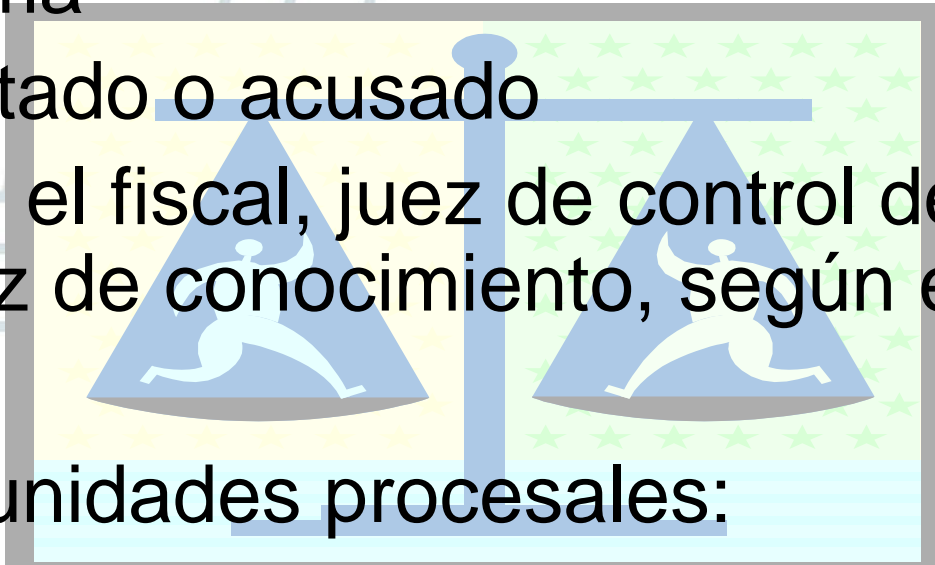 tado o acusado
el fiscal, juez de control de
z de conocimiento, según e
unidades procesales: